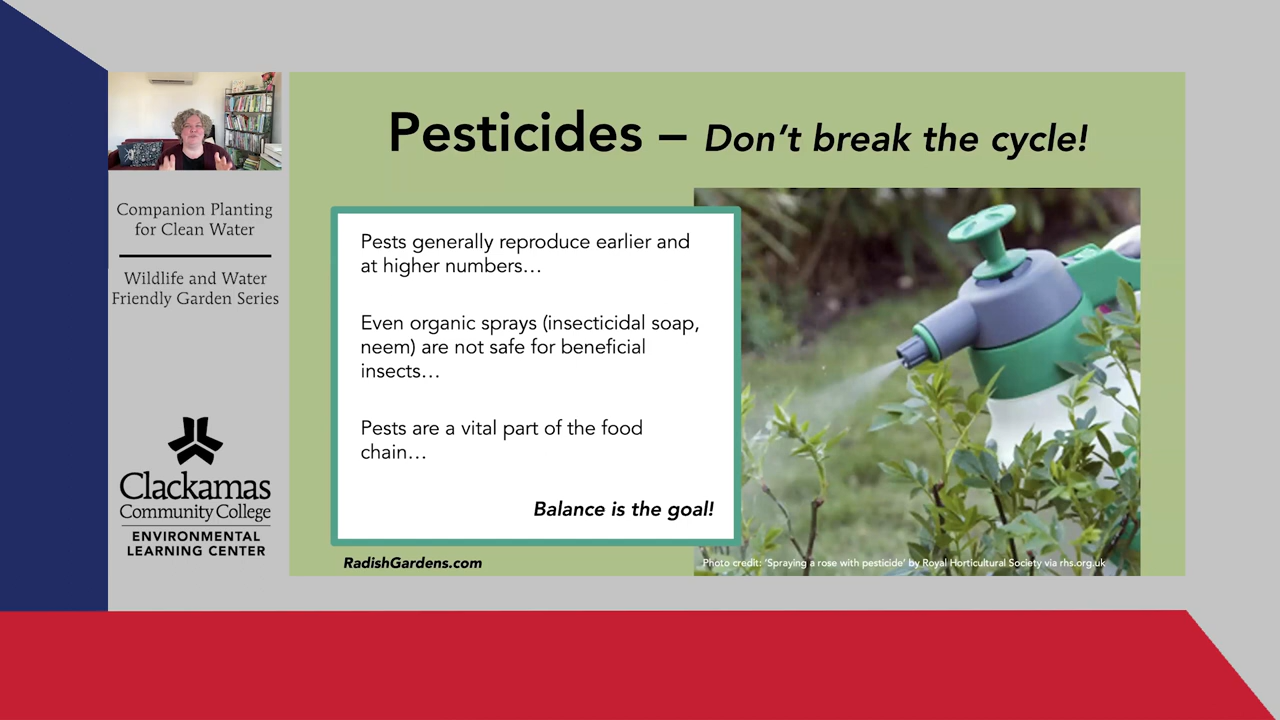 Pesticides – Don't break the cycle!
Companion Planting
for Clean Water
Wildlife and Water
Friendly Garden Series
Clackamas
Community College
ENVIRONMENTAL
LEARNING CENTER
Pests generally reproduce earlier and
at higher numbers…
Even organic sprays (insecticidal soap,
neem) are not safe for beneficial
insects…
Pests are a vital part of the food
chain…
Balance is the goal!
RadishGardens.com
Photo credit: 'Spraying a rose with pesticide' by Royal Horticultural Society via rhs.org.uk